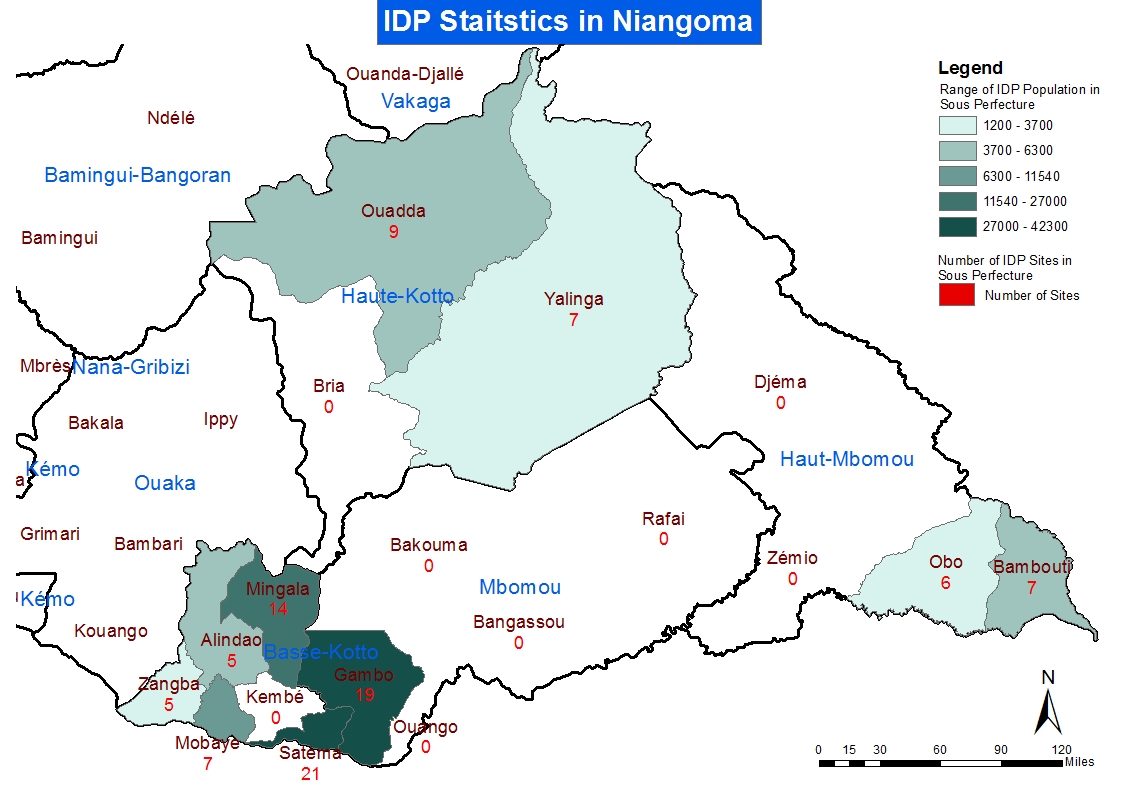 IDP Staitstics in Niangoma
Legend
Range of IDP Population in
Sous Perfecture
1200 - 3700
3700 - 6300
6300 - 11540
11540 - 27000
27000 - 42300
Number of IDP Sites in
Sous Perfecture
Number of Sites
Ouanda-Djallé
Vakaga
Ndélé
Bamingui-Bangoran
Bamingui
Ouadda
9
Haute-Kotto
Yalinga
7
Mbrès
Nana-Gribizi
Bria
0
Djéma
0
Bakala
Ippy
Kémo
a
Ouaka
Haut-Mbomou
Grimari
Bambari
Rafai
0
Bakouma
0
Zémio
0
Obo
6
Bambouti
7
Mingala
14
Mbomou
Kémo
Kouango
Bangassou
0
Alindao
5
Basse-Kotto
Gambo
19
Zangba
5
Kembé
0
Ouango
0
Mobaye
7
Satema
21
N
0 15 30 60 90 120
Miles